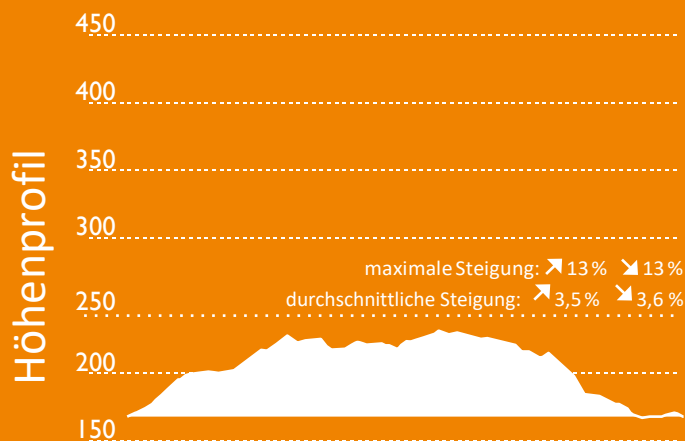 Höhenprofil
450
400
350
300
maximale Steigung: ↗ 13 % ↘ 13 %
durchschnittliche Steigung: ↗ 3,5 % ↘ 3,6 %
250
200
150